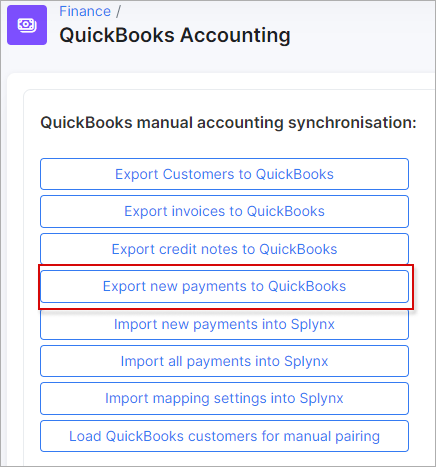 Finance /
QuickBooks Accounting
QuickBooks manual accounting synchronisation:
Export Customers to QuickBooks
Export invoices to QuickBooks
Export credit notes to QuickBooks
Export new payments to QuickBooks
Import new payments into Splynx
Import all payments into Splynx
Import mapping settings into Splynx
Load QuickBooks customers for manual pairing